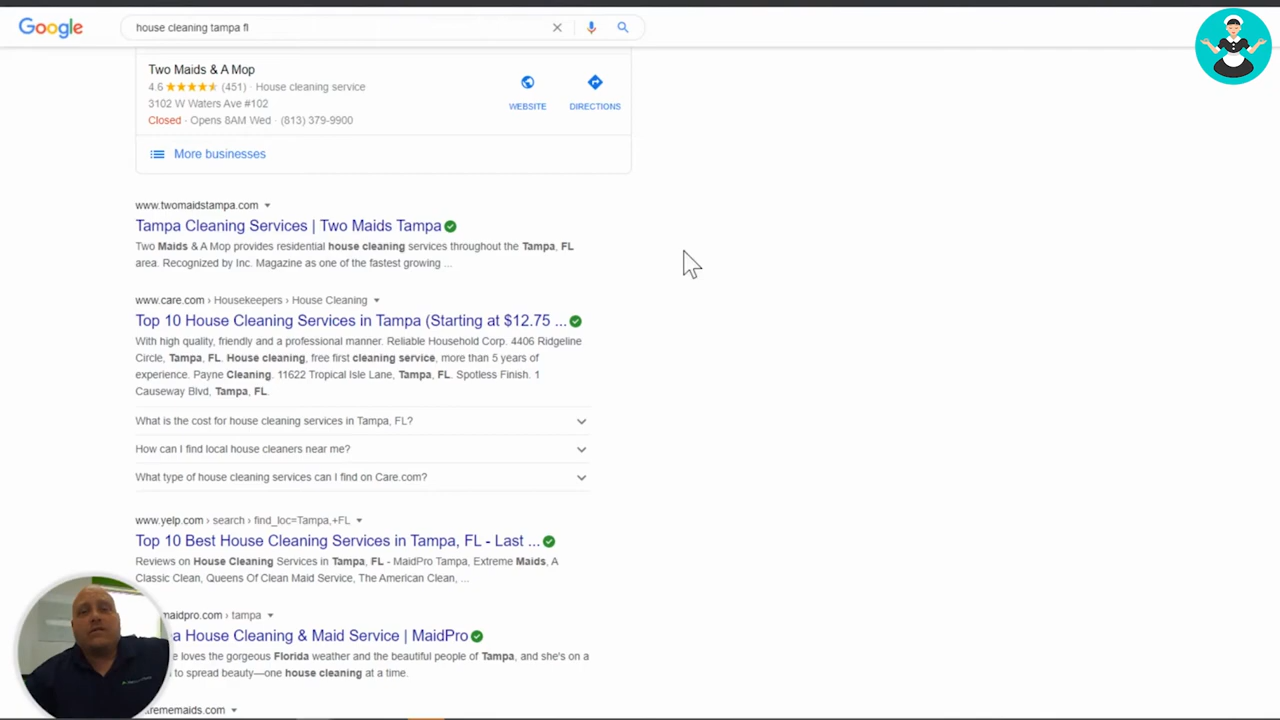 Google
house cleaning tampa fl
Two Maids & A Mop
4.6 (451) · House cleaning service
3102 W Waters Ave #102
Closed · Opens 8AM Wed · (813) 379-9900
WEBSITE
DIRECTIONS
More businesses
www.twomaidstampa.com
Tampa Cleaning Services | Two Maids Tampa
Two Maids & A Mop provides residential house cleaning services throughout the Tampa, FL
area. Recognized by Inc. Magazine as one of the fastest growing ...
www.care.com › Housekeepers › House Cleaning
Top 10 House Cleaning Services in Tampa (Starting at $12.75 ...
With high quality, friendly and a professional manner. Reliable Household Corp. 4406 Ridgeline
Circle, Tampa, FL. House cleaning, free first cleaning service, more than 5 years of
experience. Payne Cleaning. 11622 Tropical Isle Lane, Tampa, FL. Spotless Finish. 1
Causeway Blvd, Tampa, FL.
What is the cost for house cleaning services in Tampa, FL?
How can I find local house cleaners near me?
What type of house cleaning services can I find on Care.com?
www.yelp.com › search › find_loc=Tampa,+FL
Top 10 Best House Cleaning Services in Tampa, FL - Last ...
Reviews on House Cleaning Services in Tampa, FL - MaidPro Tampa, Extreme Maids, A
Classic Clean, Queens Of Clean Maid Service, The American Clean, ...
maidpro.com › tampa
a House Cleaning & Maid Service | MaidPro
loves the gorgeous Florida weather and the beautiful people of Tampa, and she's on a
to spread beauty—one house cleaning at a time.
trememaids.com